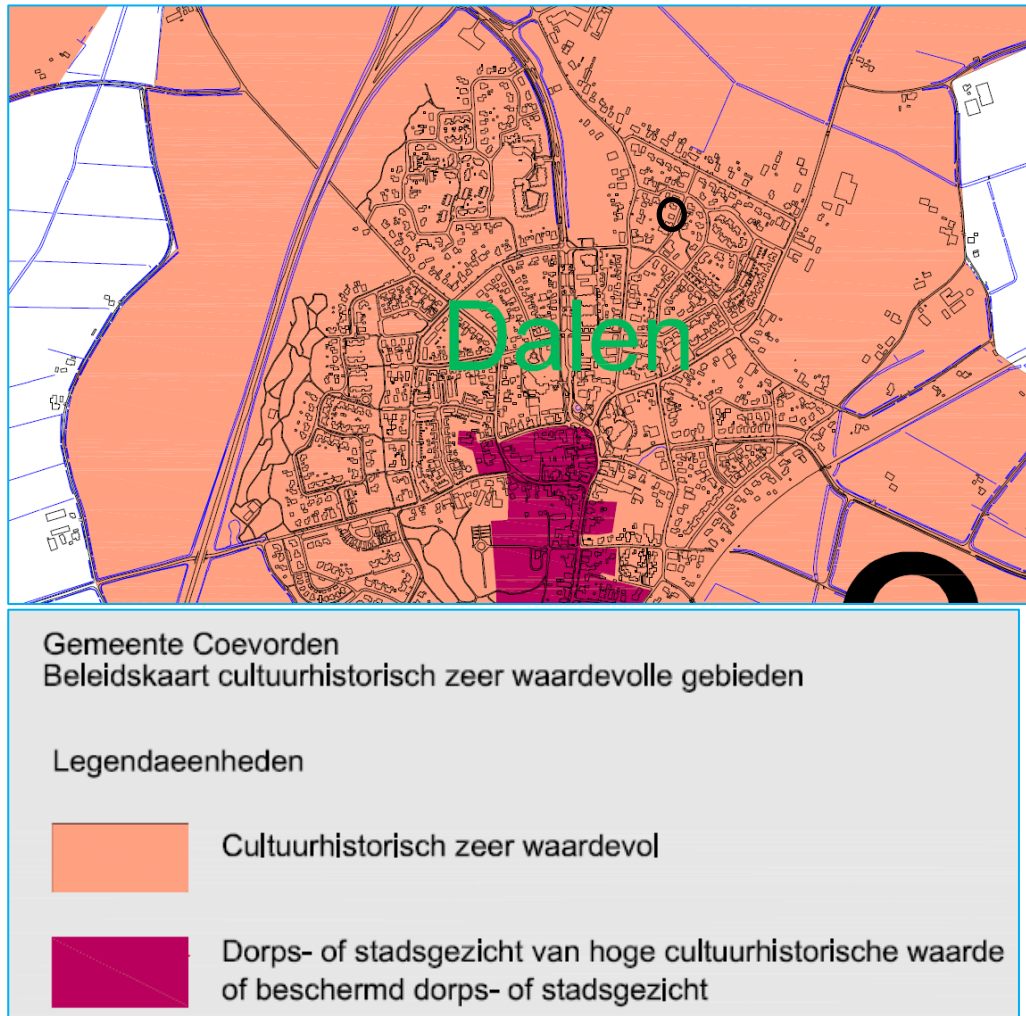 Dalen
Gemeente Coevorden
Beleidskaart cultuurhistorisch zeer waardevolle gebieden
Legendaeenheden
Cultuurhistorisch zeer waardevol
Dorps- of stadsgezicht van hoge cultuurhistorische waarde
of beschermd dorps- of stadsgezicht